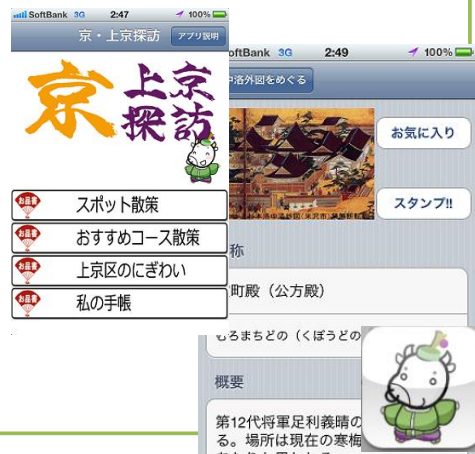 SoftBank 3G 2:47 100%
京・上京探訪 アプリ説明
京 上京
探訪
お品書 スポット散策
お品書 おすすめコース散策
お品書 上京区のにぎわい
お品書 私の手帳
oftBank 3G 2:49 100%
洛外図をめぐる
お気に入り
スタンプ!!
称
町殿（公方殿）
むろまちどの（くぼうどの
概要
第12代将軍足利義晴の
る。場所は現在の寒梅